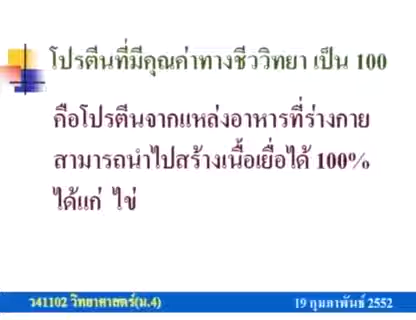 โปรตีนที่มีคุณค่าทางชีววิทยา เป็น 100
คือโปรตีนจากแหล่งอาหารที่ร่างกาย
สามารถนำไปสร้างเนื้อเยื่อได้ 100%
ได้แก่ ไข่
ว41102 วิทยาศาสตร์(ม.4)
19 กุมภาพันธ์ 2552